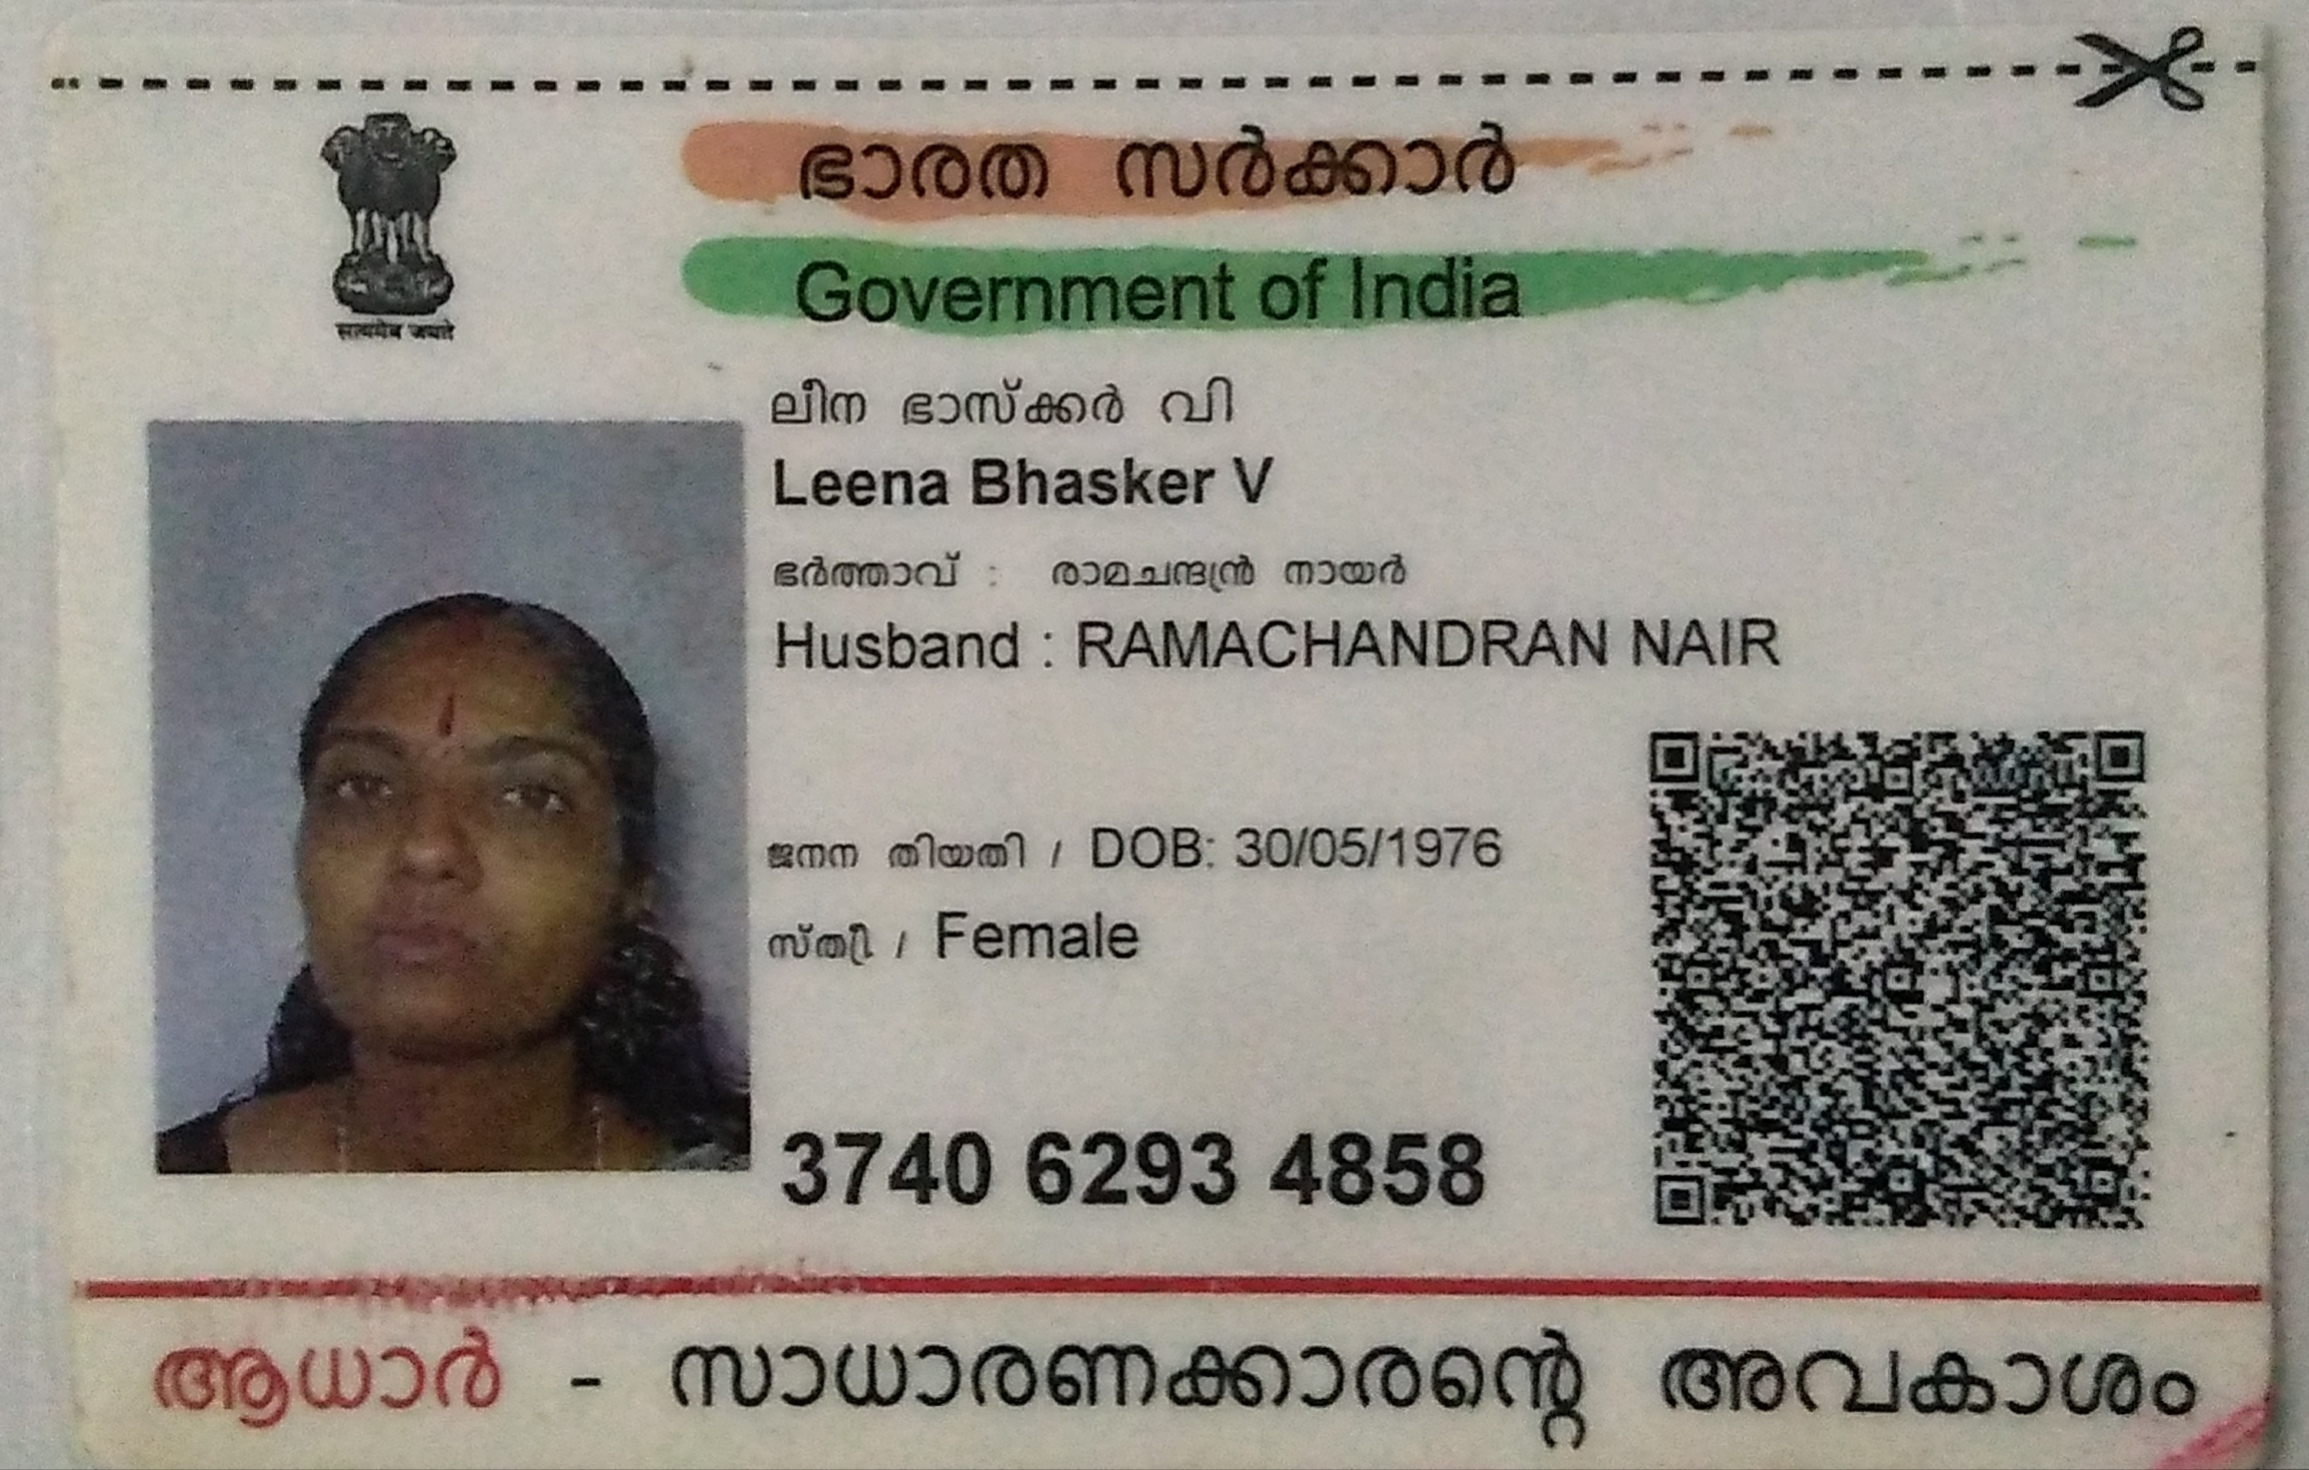 ഭാരത സർക്കാർ
Government of India
सत्यमेव जयते
ലീന ഭാസ്ക്കർ വി
Leena Bhasker V
ഭർത്താവ് : രാമചന്ദ്രൻ നായർ
Husband : RAMACHANDRAN NAIR
ജനന തിയതി / DOB: 30/05/1976
സ്ത്രീ / Female
3740 6293 4858
ആധാർ - സാധാരണക്കാരന്റെ അവകാശം